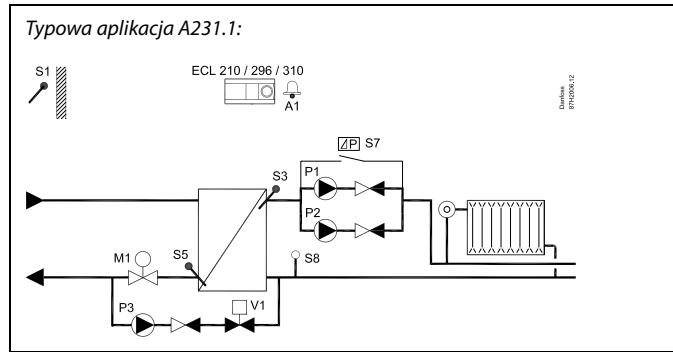 Typowa aplikacja A231.1:
S1
ECL 210 / 296 / 310
A1
Danfoss
87H2006.12
ΔP S7
S3
P1
P2
M1
S5
S8
P3
V1